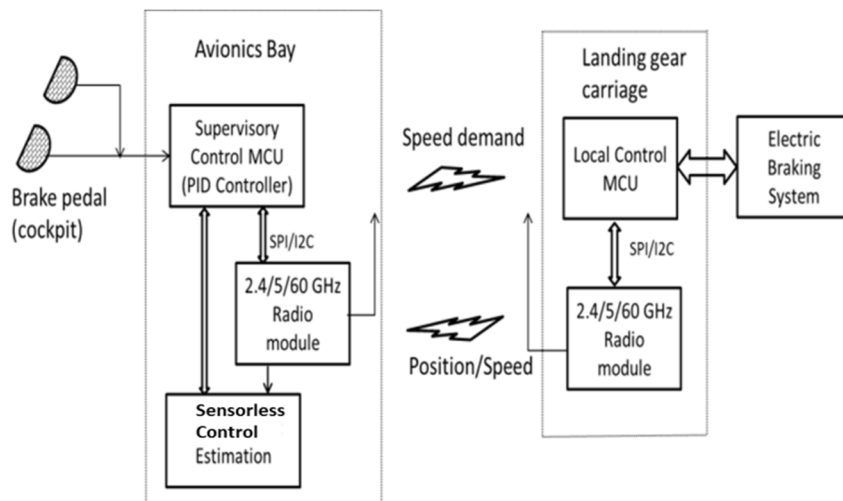 Avionics Bay
Supervisory
Control MCU
(PID Controller)
Brake pedal
(cockpit)
SPI/I2C
2.4/5/60 GHz
Radio
module
Sensorless
Control
Estimation
Speed demand
Position/Speed
Landing gear
carriage
Local Control
MCU
SPI/I2C
2.4/5/60 GHz
Radio
module
Electric
Braking
System